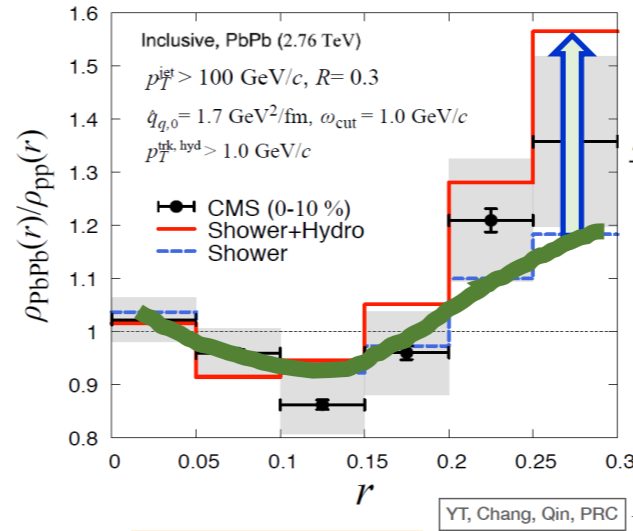 1.6
1.5
1.4
1.3
1.2
1.1
1
0.9
0.8
ρPbPb(r)/ρpp(r)
Inclusive, PbPb (2.76 TeV)
p_T^jet > 100 GeV/c, R= 0.3
q̂_q,0 = 1.7 GeV²/fm, ω_cut = 1.0 GeV/c
p_T^trk, hyd > 1.0 GeV/c
CMS (0-10 %)
Shower+Hydro
Shower
0 0.05 0.1 0.15 0.2 0.25 0.3
r
YT, Chang, Qin, PRC